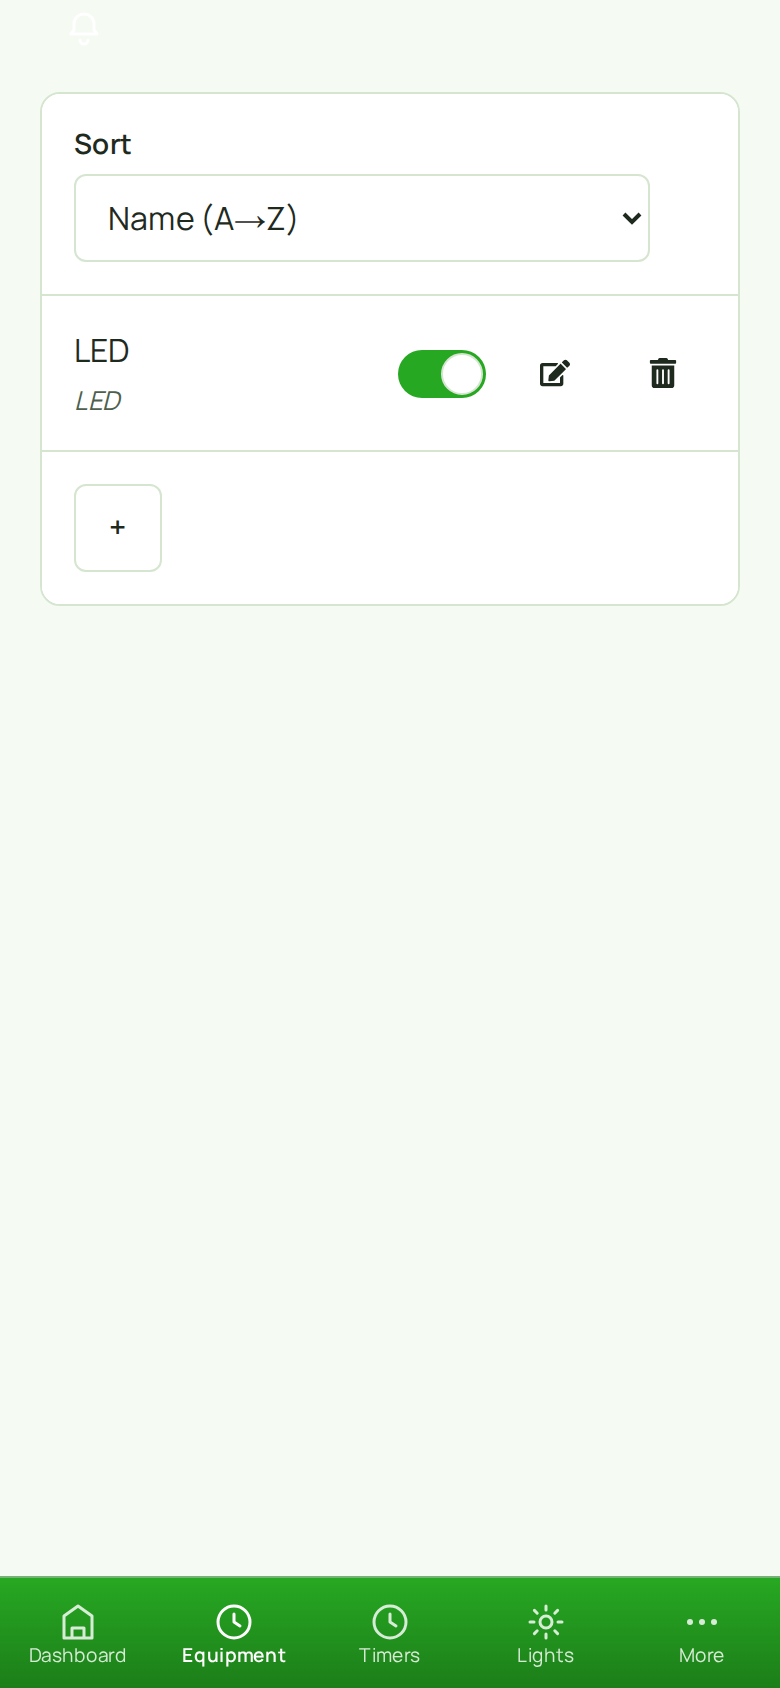 Sort
Name (A→Z)
LED
LED
+
Dashboard
Equipment
Timers
Lights
More